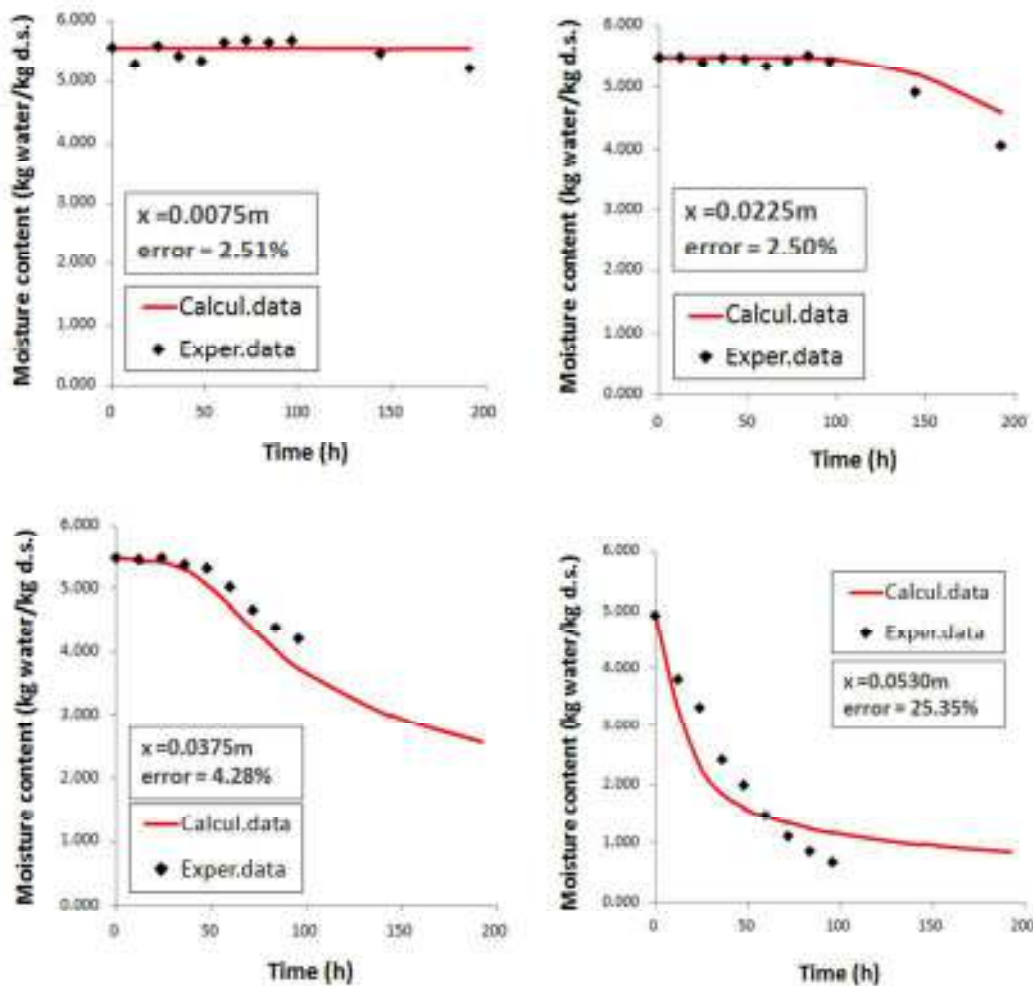 6.000
5.000
4.000
3.000
2.000
1.000
0.000
Moisture content (kg water/kg d.s.)
x =0.0075m
error = 2.51%
Calcul.data
Exper.data
0
50
100
150
200
Time (h)
6.000
5.000
4.000
3.000
2.000
1.000
0.000
Moisture content (kg water/kg d.s.)
x =0.0225m
error = 2.50%
Calcul.data
Exper.data
0
50
100
150
200
Time (h)
6.000
5.000
4.000
3.000
2.000
1.000
0.000
Moisture content (kg water/kg d.s.)
x =0.0375m
error = 4.28%
Calcul.data
Exper.data
0
50
100
150
200
Time (h)
6.000
5.000
4.000
3.000
2.000
1.000
0.000
Moisture content (kg water/kg d.s.)
Calcul.data
Exper.data
x =0.0530m
error = 25.35%
0
50
100
150
200
Time (h)